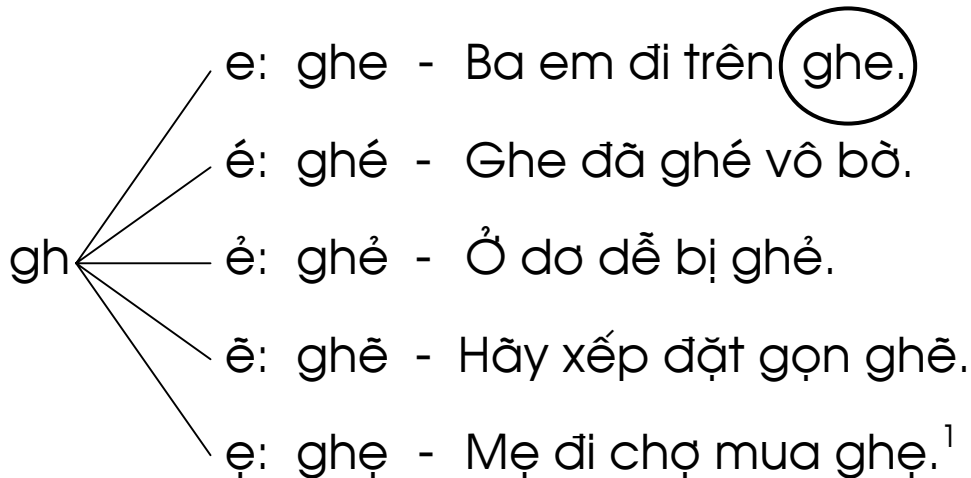 e: ghe - Ba em đi trên ghe.
é: ghé - Ghe đã ghé vô bờ.
gh ẻ: ghẻ - Ở dơ dễ bị ghẻ.
ẽ: ghẽ - Hãy xếp đặt gọn ghẽ.
ẹ: ghẹ - Mẹ đi chợ mua ghẹ.¹